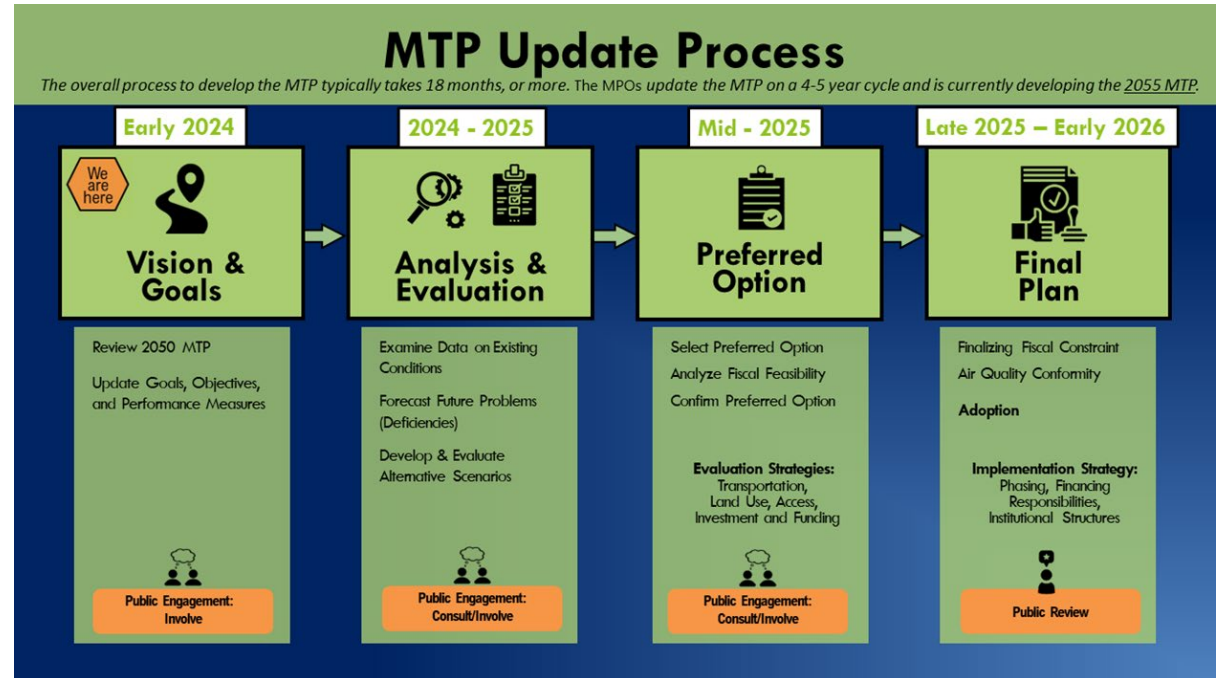 MTP Update Process
The overall process to develop the MTP typically takes 18 months, or more. The MPOs update the MTP on a 4-5 year cycle and is currently developing the 2055 MTP.
Early 2024
We
are
here
Vision &
Goals
Review 2050 MTP
Update Goals, Objectives,
and Performance Measures
Public Engagement:
Involve
2024 - 2025
Analysis &
Evaluation
Examine Data on Existing
Conditions
Forecast Future Problems
(Deficiencies)
Develop & Evaluate
Alternative Scenarios
Public Engagement:
Consult/Involve
Mid - 2025
Preferred
Option
Select Preferred Option
Analyze Fiscal Feasibility
Confirm Preferred Option
Evaluation Strategies:
Transportation,
Land Use, Access,
Investment and Funding
Public Engagement:
Consult/Involve
Late 2025 – Early 2026
Final
Plan
Finalizing Fiscal Constraint
Air Quality Conformity
Adoption
Implementation Strategy:
Phasing, Financing
Responsibilities,
Institutional Structures
Public Review